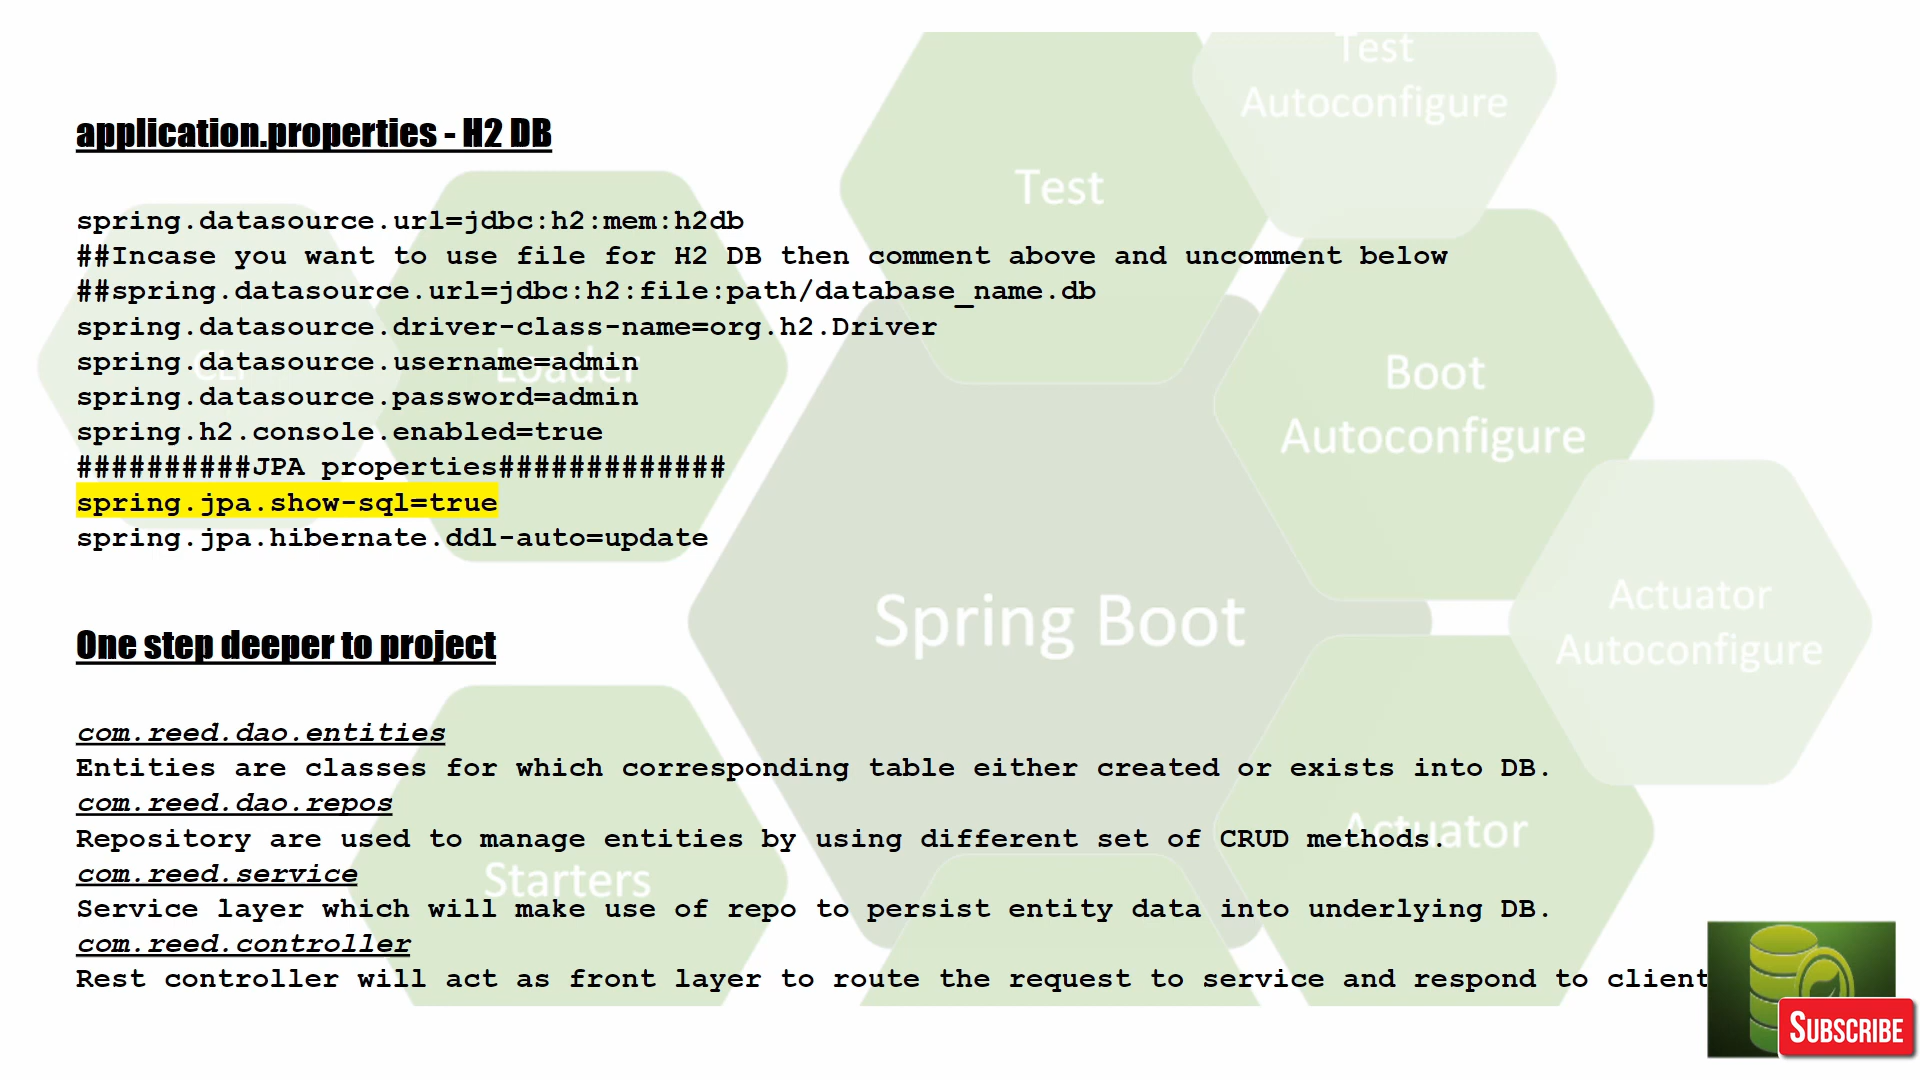 application.properties - H2 DB
spring.datasource.url=jdbc:h2:mem:h2db
##Incase you want to use file for H2 DB then comment above and uncomment below
##spring.datasource.url=jdbc:h2:file:path/database_name.db
spring.datasource.driver-class-name=org.h2.Driver
spring.datasource.username=admin
spring.datasource.password=admin
spring.h2.console.enabled=true
##########JPA properties#############
spring.jpa.show-sql=true
spring.jpa.hibernate.ddl-auto=update
One step deeper to project
com.reed.dao.entities
Entities are classes for which corresponding table either created or exists into DB.
com.reed.dao.repos
Repository are used to manage entities by using different set of CRUD methods.
com.reed.service
Service layer which will make use of repo to persist entity data into underlying DB.
com.reed.controller
Rest controller will act as front layer to route the request to service and respond to client
Test
Autoconfigure
Test
Loader
Boot
Autoconfigure
Spring Boot
Actuator
Autoconfigure
Actuator
Starters
SUBSCRIBE